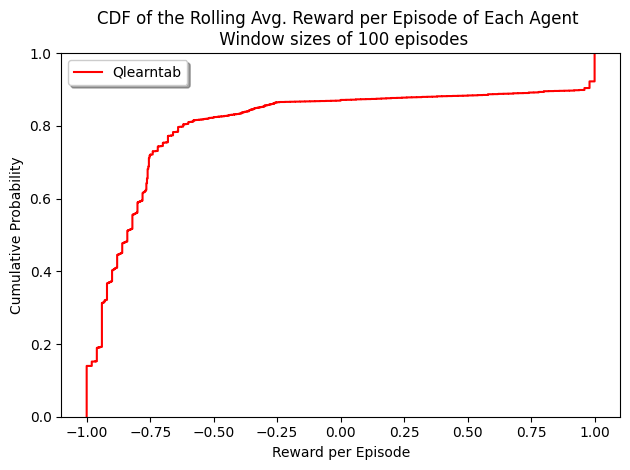 CDF of the Rolling Avg. Reward per Episode of Each Agent
Window sizes of 100 episodes
Qlearntab
1.0
0.8
0.6
0.4
0.2
0.0
Cumulative Probability
−1.00 −0.75 −0.50 −0.25 0.00 0.25 0.50 0.75 1.00
Reward per Episode